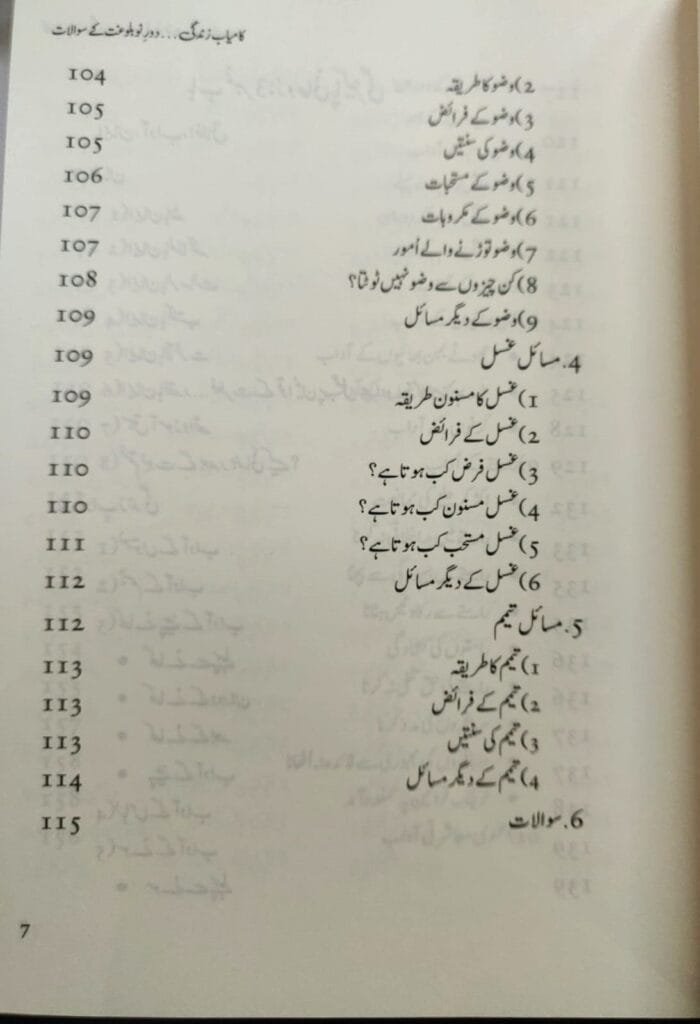 کامیاب زندگی... دورِ نوبلوغت کے سوالات
2) وضو کا طریقہ 104
3) وضو کے فرائض 105
4) وضو کی سنتیں 105
5) وضو کے مستحبات 106
6) وضو کے مکروہات 107
7) وضو توڑنے والے اُمور 107
8) کن چیزوں سے وضو نہیں ٹوٹتا؟ 108
9) وضو کے دیگر مسائل 109
4. مسائل غسل 109
1) غسل کا مسنون طریقہ 109
2) غسل کے فرائض 110
3) غسل فرض کب ہوتا ہے؟ 110
4) غسل مسنون کب ہوتا ہے؟ 110
5) غسل مستحب کب ہوتا ہے؟ 111
6) غسل کے دیگر مسائل 112
5. مسائل تیمم 112
1) تیمم کا طریقہ 113
2) تیمم کے فرائض 113
3) تیمم کی سنتیں 113
4) تیمم کے دیگر مسائل 114
6. سوالات 115
7